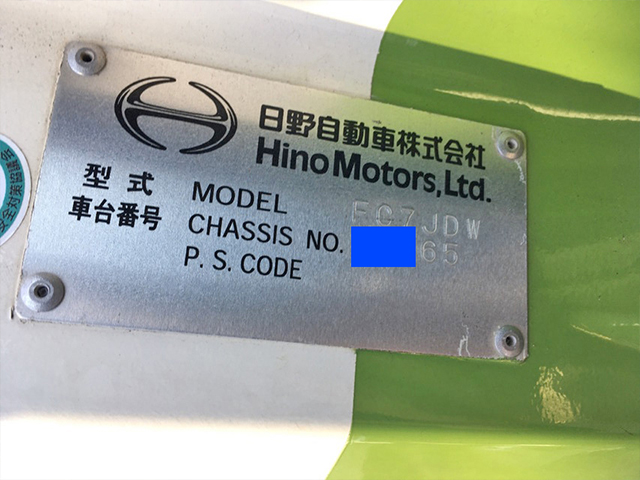 日野自動車株式会社
Hino Motors, Ltd.
型式 MODEL FG7JDW
車台番号 CHASSIS NO. 65
P. S. CODE